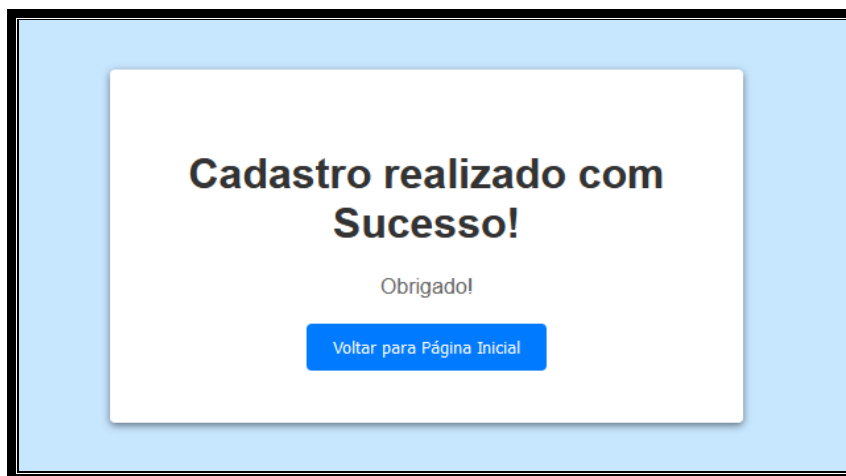 Cadastro realizado com
Sucesso!
Obrigado!
Voltar para Página Inicial